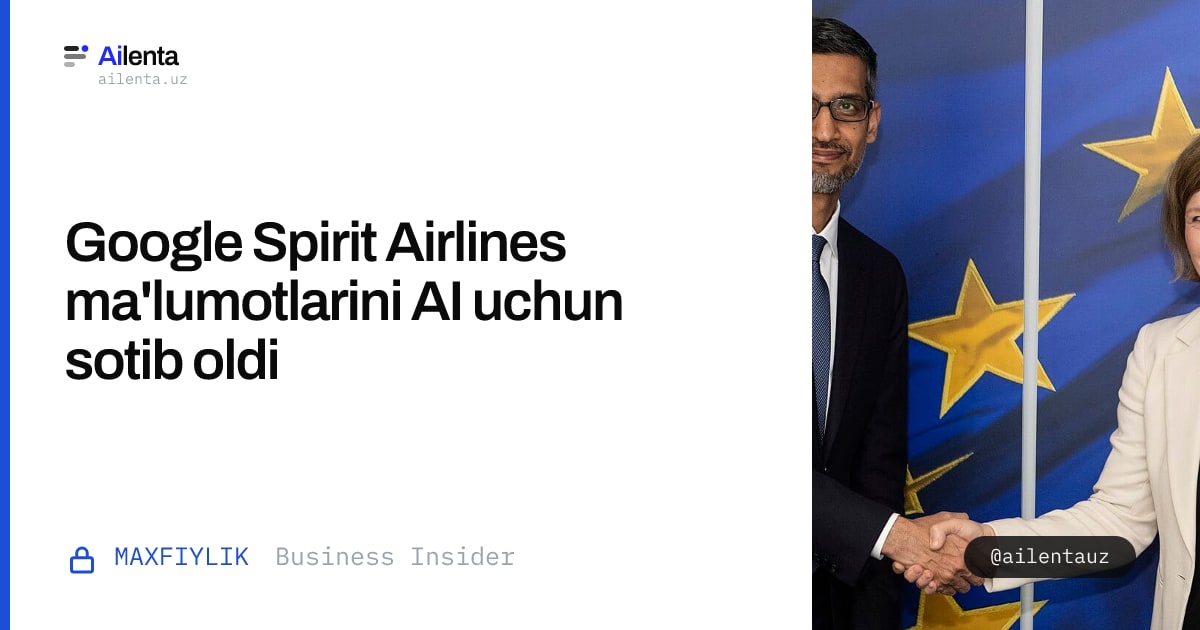 Ailenta
ailenta.uz
Google Spirit Airlines
ma'lumotlarini AI uchun
sotib oldi
MAXFIYLIK Business Insider
@ailentauz